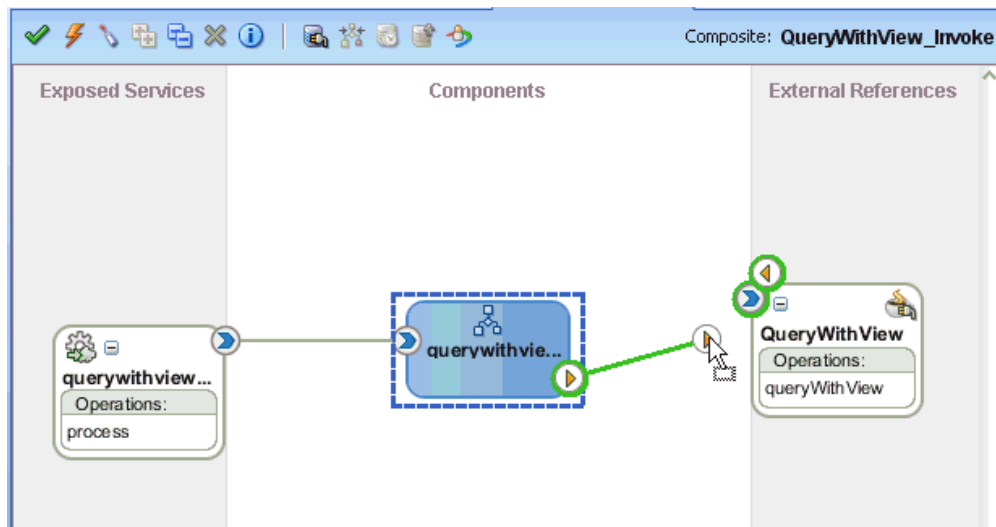 Composite: QueryWithView_Invoke
Exposed Services
Components
External References
querywithview...
Operations:
process
querywithvie...
QueryWithView
Operations:
queryWithView